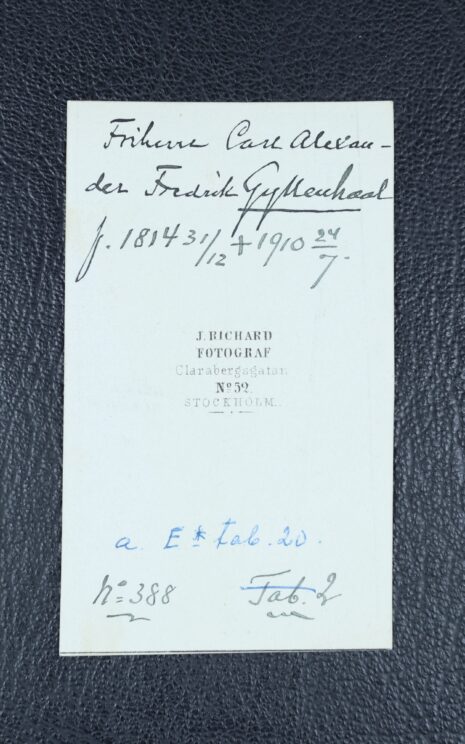 Friherre Carl Alexan-
der Fredrik Gyllenhaal
f. 1814 31/12 + 1910 24/7.
J. RICHARD
FOTOGRAF
Clarabergsgatan
Nº 52.
STOCKHOLM.
a. E* tab. 20.
Nº= 388 Tab. 2